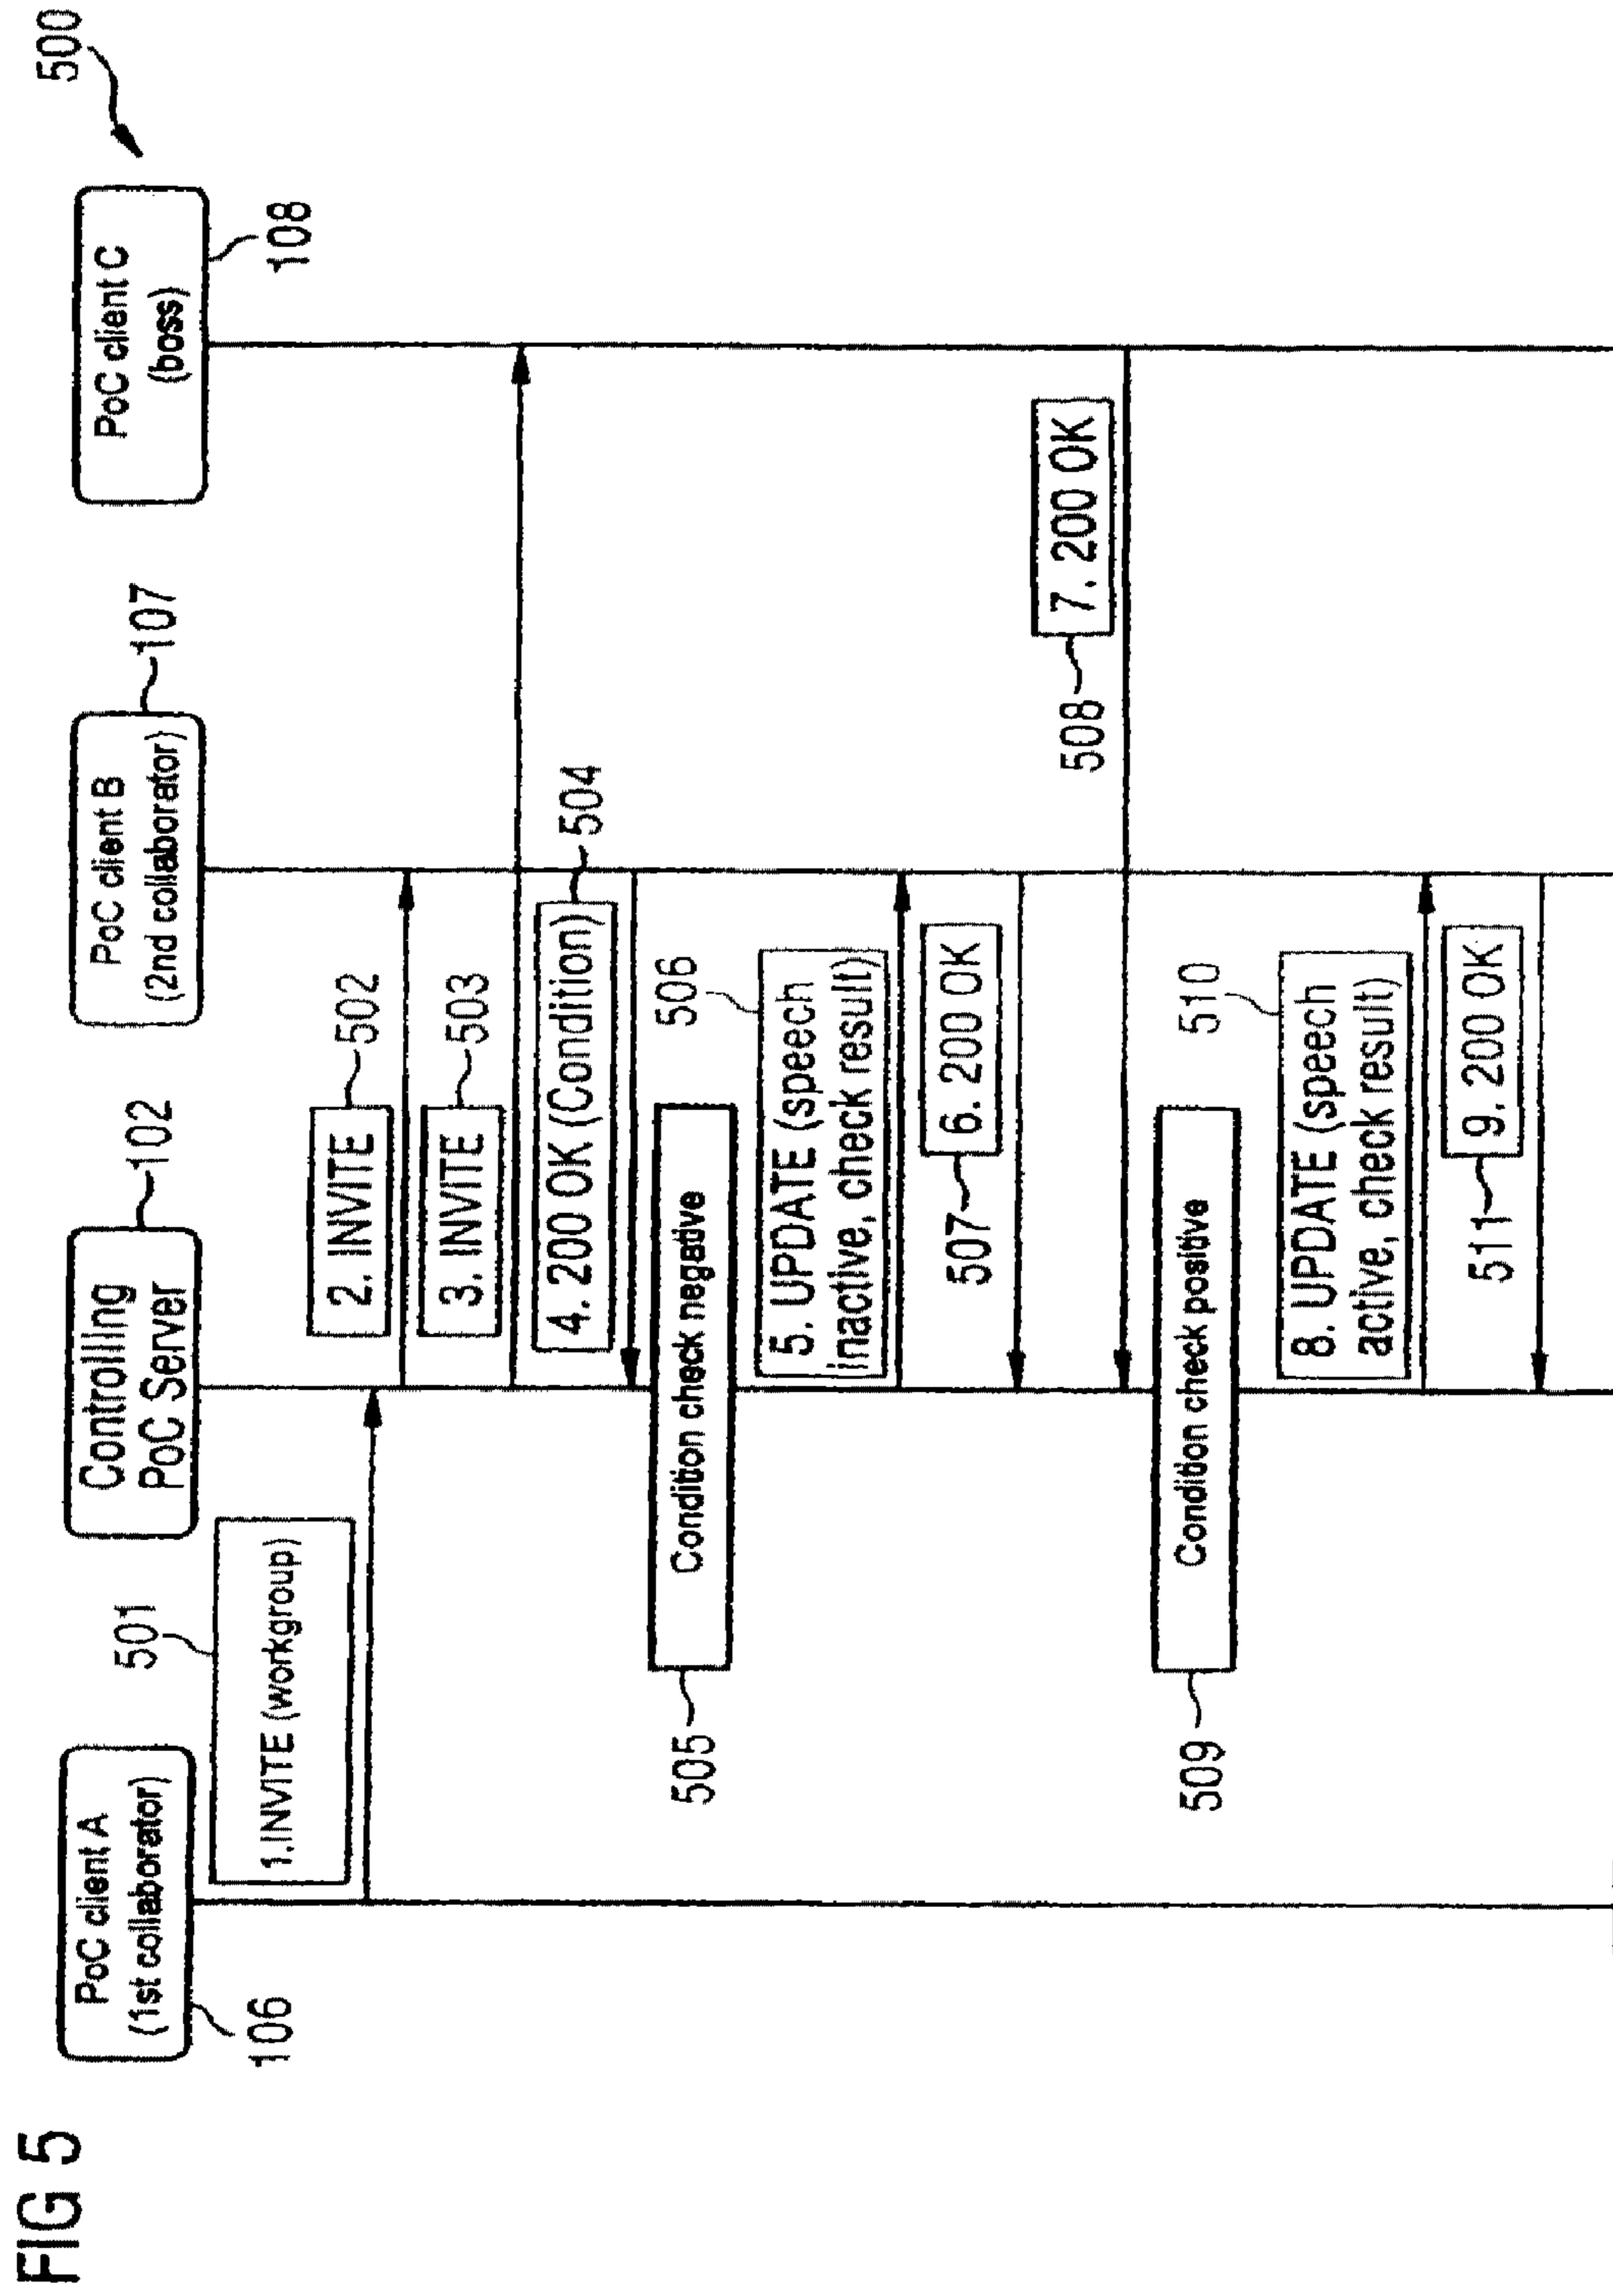 FIG 5
500
PoC client A
(1st collaborator)
106
Controlling
PoC Server
102
PoC client B
(2nd collaborator)
107
PoC client C
(boss)
108
501
1.INVITE (workgroup)
2. INVITE
502
3. INVITE
503
4. 200 OK (Condition)
504
505
Condition check negative
506
5. UPDATE (speech
inactive, check result)
507
6. 200 OK
508
7. 200 OK
509
Condition check positive
510
8. UPDATE (speech
active, check result)
511
9. 200 OK